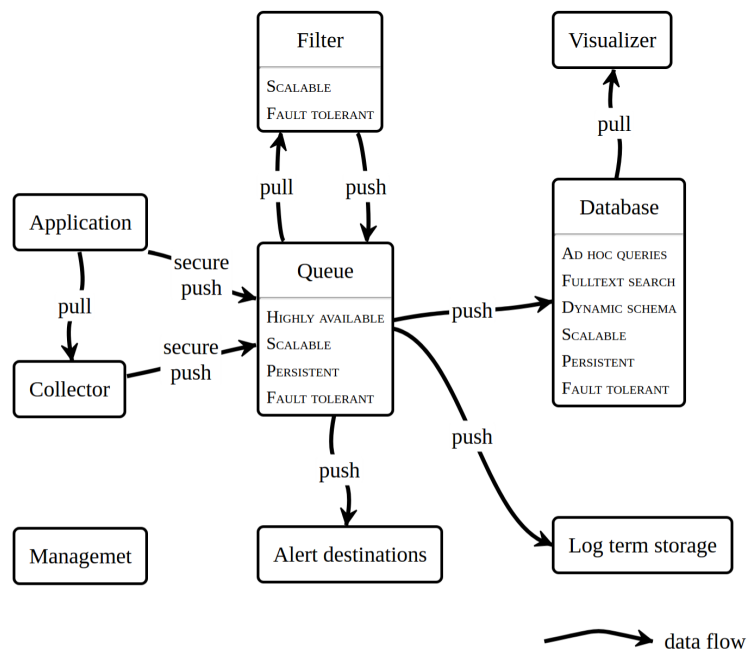 Filter
SCALABLE
FAULT TOLERANT
Visualizer
pull
pull
push
Application
secure
push
Queue
HIGHLY AVAILABLE
SCALABLE
PERSISTENT
FAULT TOLERANT
Database
AD HOC QUERIES
FULLTEXT SEARCH
DYNAMIC SCHEMA
SCALABLE
PERSISTENT
FAULT TOLERANT
pull
push
secure
push
Collector
push
push
Managemet
Alert destinations
Log term storage
data flow